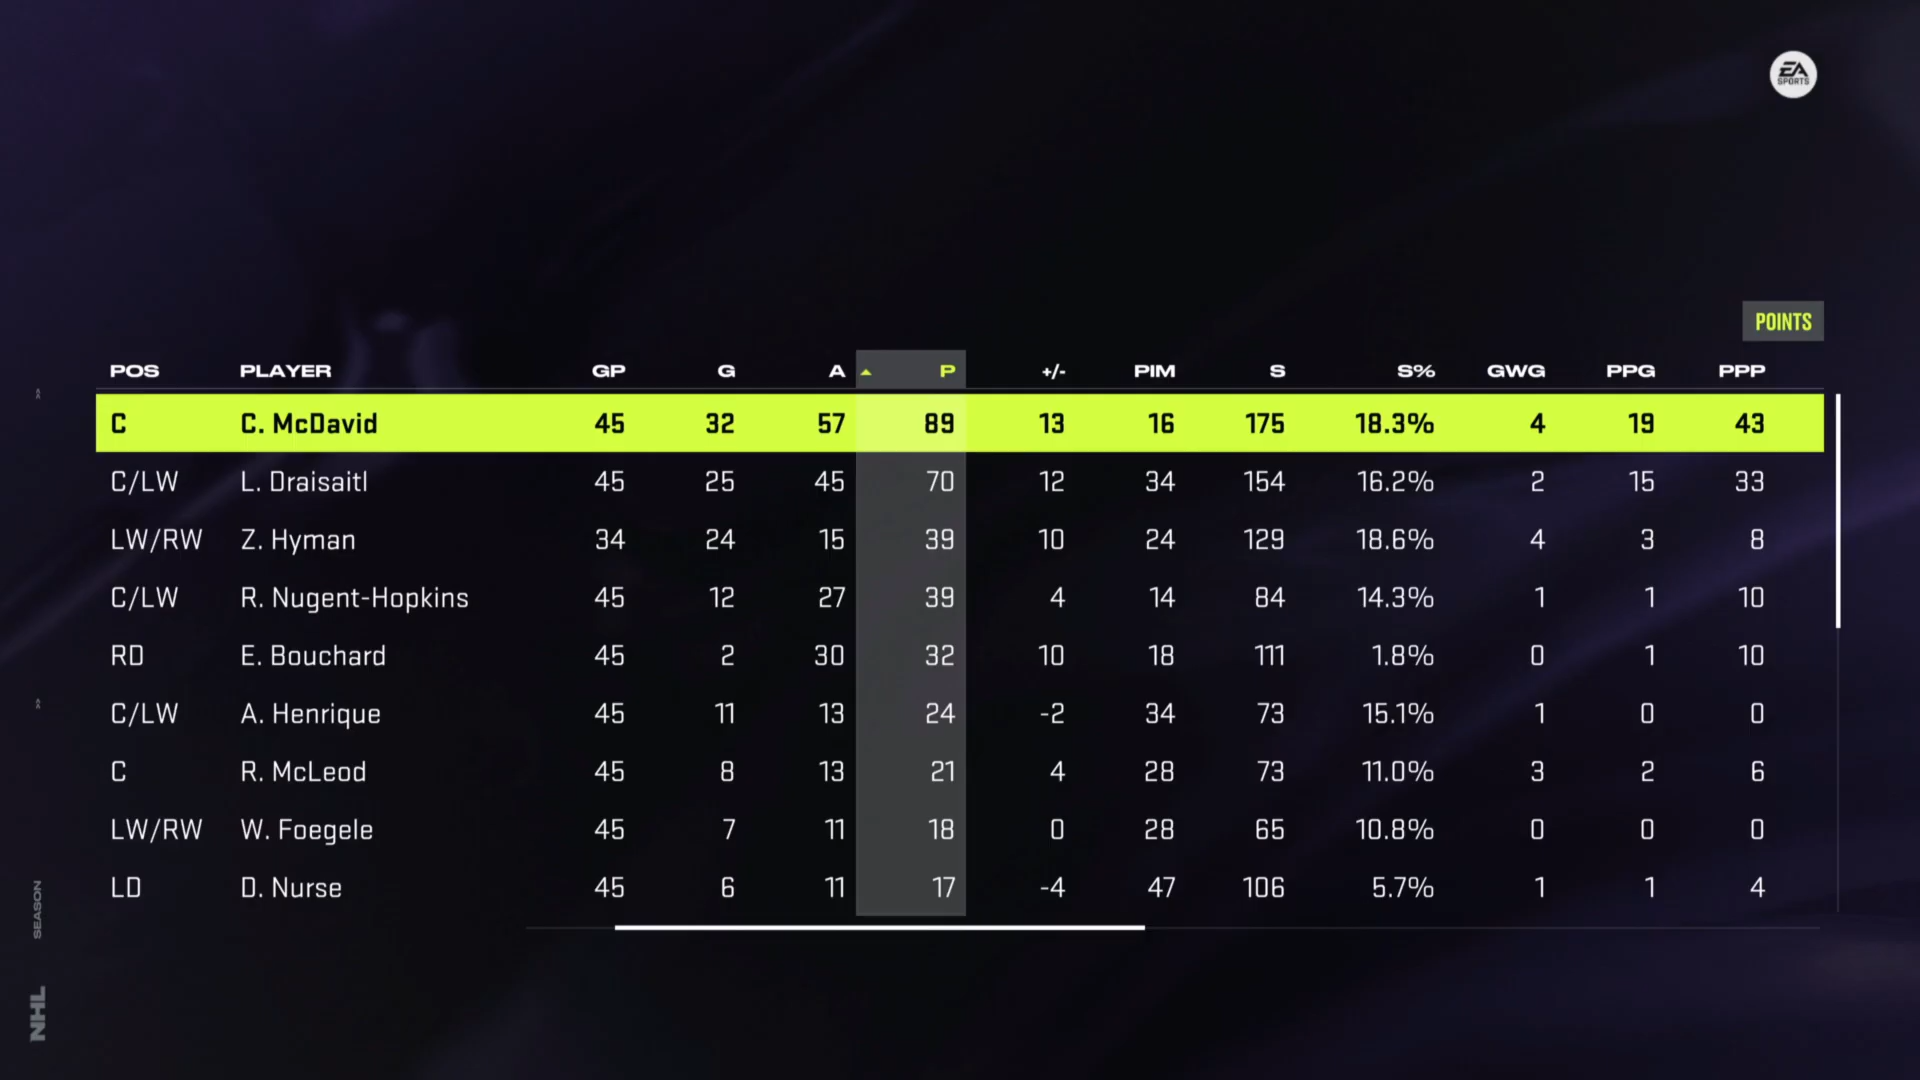 EA
SPORTS
POINTS
POS PLAYER GP G A P +/- PIM S S% GWG PPG PPP
C C. McDavid 45 32 57 89 13 16 175 18.3% 4 19 43
C/LW L. Draisaitl 45 25 45 70 12 34 154 16.2% 2 15 33
LW/RW Z. Hyman 34 24 15 39 10 24 129 18.6% 4 3 8
C/LW R. Nugent-Hopkins 45 12 27 39 4 14 84 14.3% 1 1 10
RD E. Bouchard 45 2 30 32 10 18 111 1.8% 0 1 10
C/LW A. Henrique 45 11 13 24 -2 34 73 15.1% 1 0 0
C R. McLeod 45 8 13 21 4 28 73 11.0% 3 2 6
LW/RW W. Foegele 45 7 11 18 0 28 65 10.8% 0 0 0
LD D. Nurse 45 6 11 17 -4 47 106 5.7% 1 1 4
SEASON
NHL